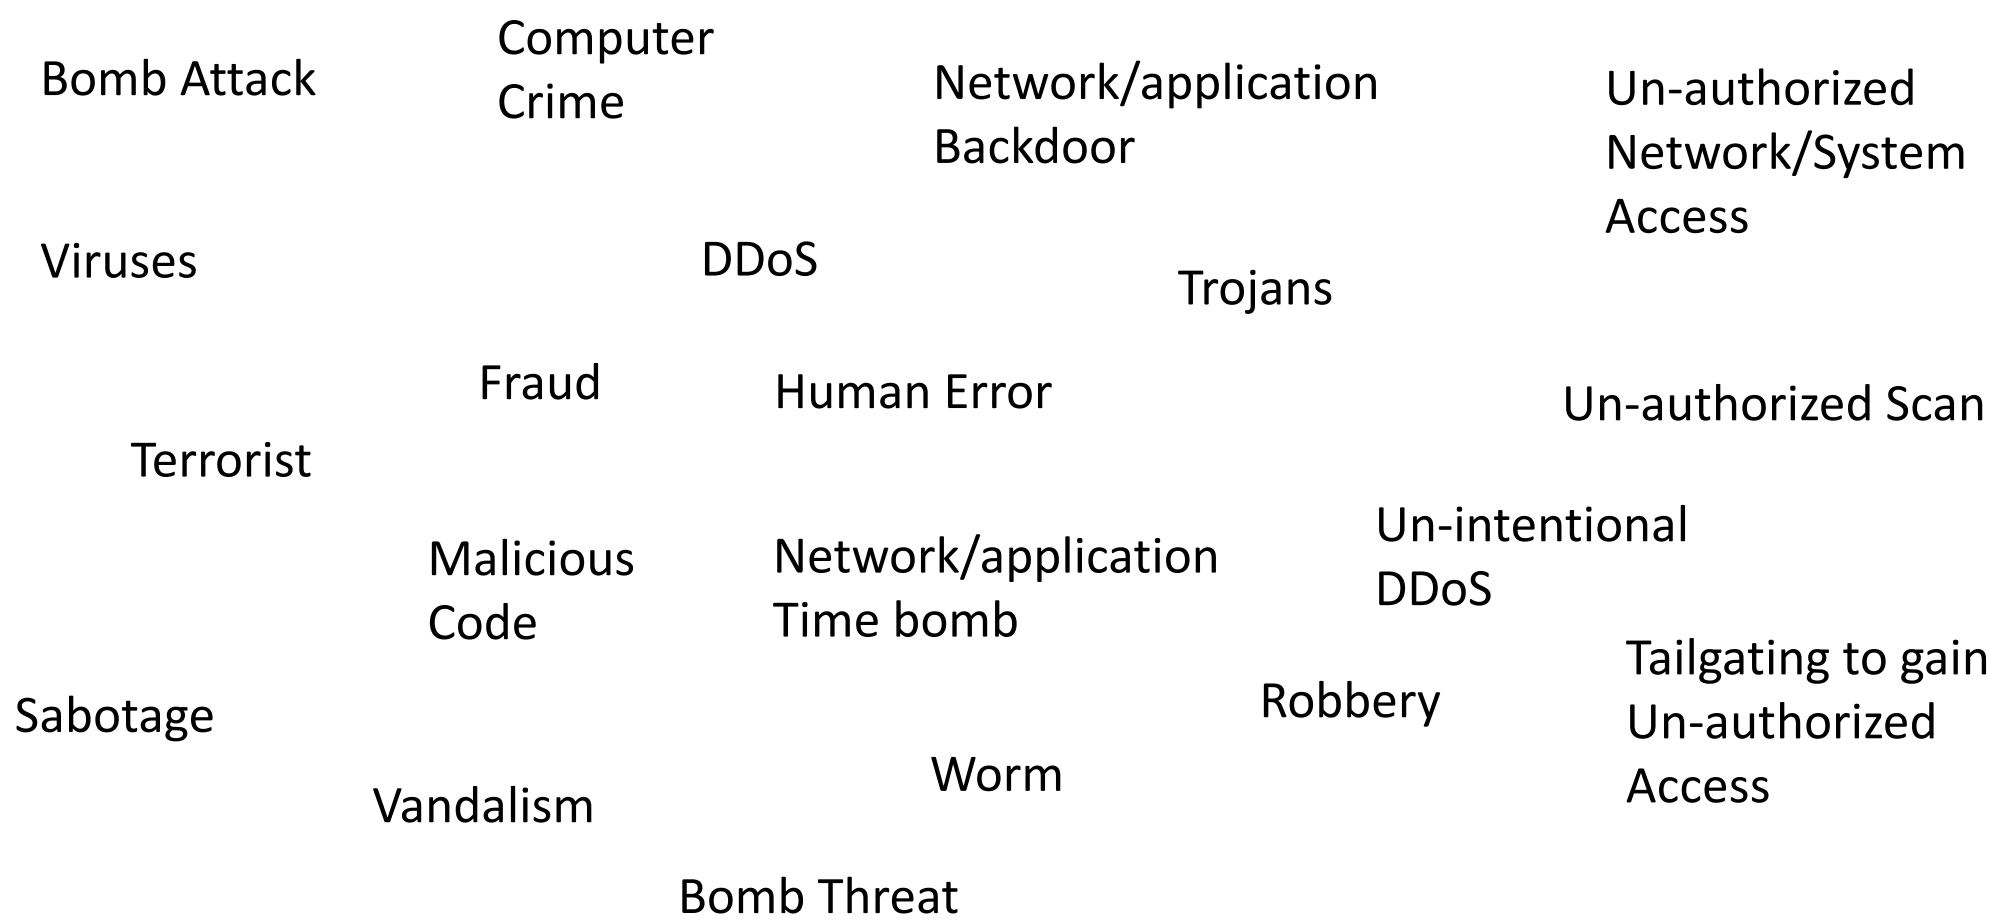 Bomb Attack
Computer
Crime
Network/application
Backdoor
Un-authorized
Network/System
Access
Viruses
DDoS
Trojans
Fraud
Human Error
Un-authorized Scan
Terrorist
Malicious
Code
Network/application
Time bomb
Un-intentional
DDoS
Tailgating to gain
Un-authorized
Access
Sabotage
Robbery
Vandalism
Worm
Bomb Threat